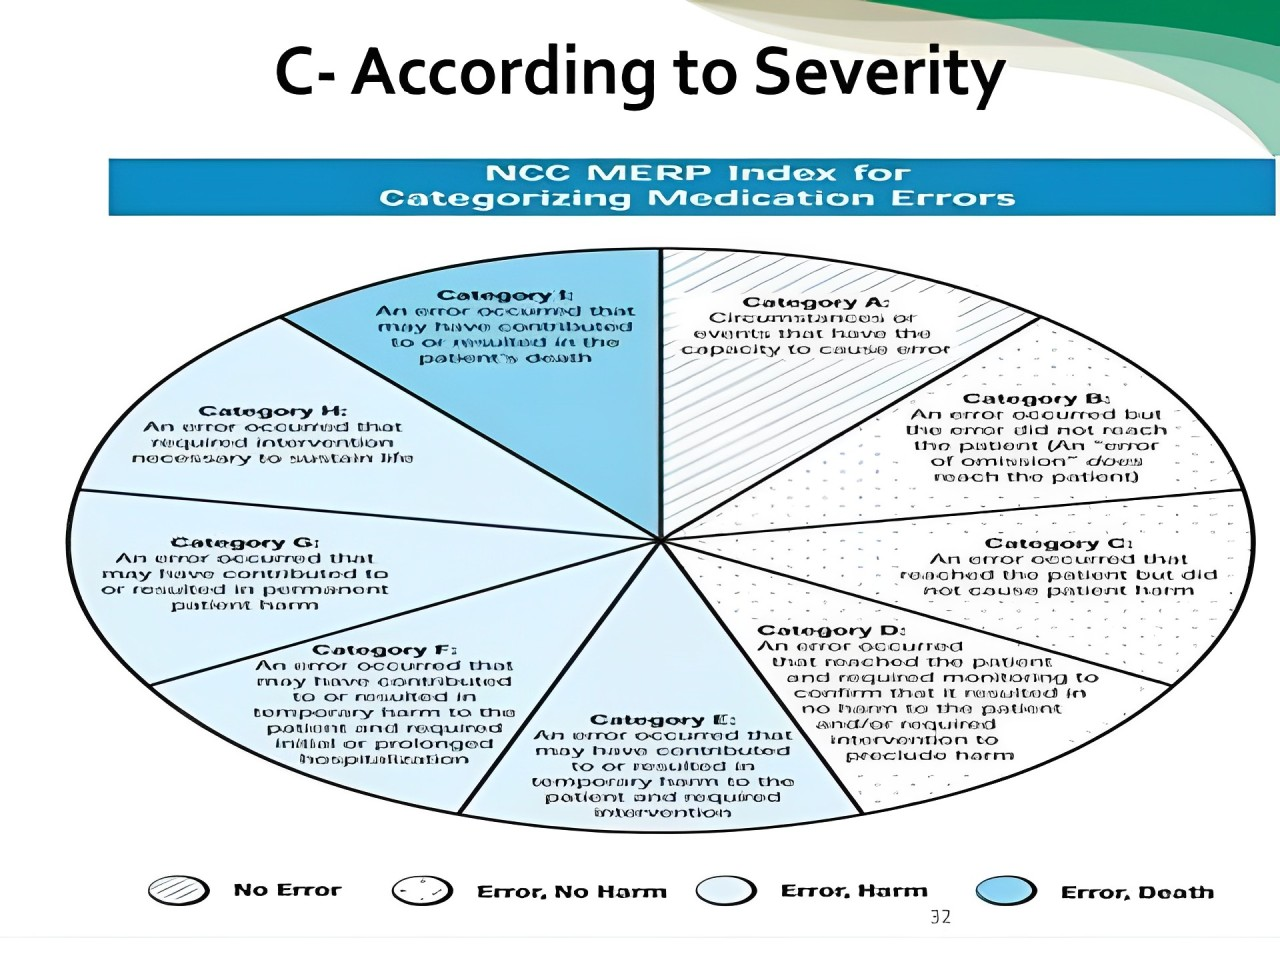 C- According to Severity
NCC MERP Index for
Categorizing Medication Errors
Category I:
An error occurred that
may have contributed
to or resulted in the
patient's death
Category A:
Circumstances or
events that have the
capacity to cause error
Category B:
An error occurred but
the error did not reach
the patient (An "error
of omission" does
reach the patient)
Category C:
An error occurred that
reached the patient but did
not cause patient harm
Category D:
An error occurred
that reached the patient
and required monitoring to
confirm that it resulted in
no harm to the patient
and/or required
intervention to
preclude harm
Category E:
An error occurred that
may have contributed
to or resulted in
temporary harm to the
patient and required
intervention
Category F:
An error occurred that
may have contributed
to or resulted in
temporary harm to the
patient and required
initial or prolonged
hospitalization
Category G:
An error occurred that
may have contributed to
or resulted in permanent
patient harm
Category H:
An error occurred that
required intervention
necessary to sustain life
No Error
Error, No Harm
Error, Harm
Error, Death
32